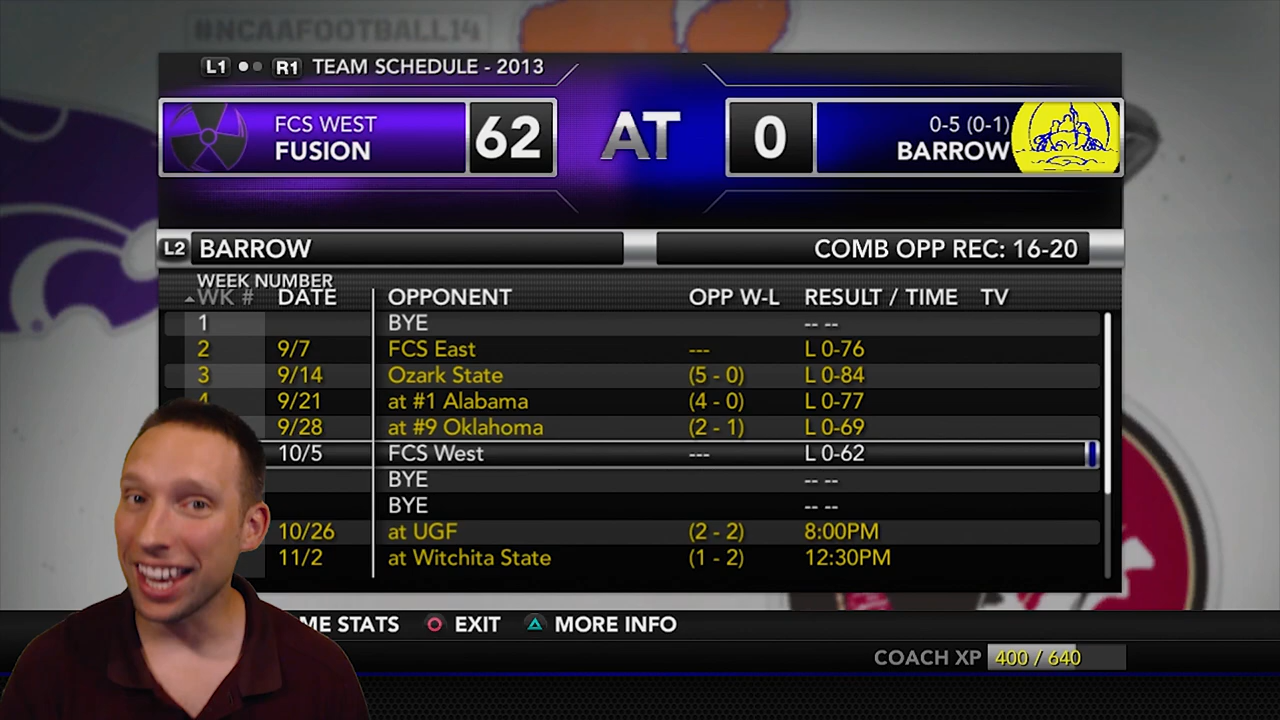 #NCAAFOOTBALL14
L1 R1 TEAM SCHEDULE - 2013
FCS WEST
FUSION
62
AT
0
0-5 (0-1)
BARROW
L2 BARROW
COMB OPP REC: 16-20
WEEK NUMBER
WK # DATE OPPONENT OPP W-L RESULT / TIME TV
1 BYE -- --
2 9/7 FCS East --- L 0-76
3 9/14 Ozark State (5 - 0) L 0-84
4 9/21 at #1 Alabama (4 - 0) L 0-77
9/28 at #9 Oklahoma (2 - 1) L 0-69
10/5 FCS West --- L 0-62
BYE -- --
BYE -- --
10/26 at UGF (2 - 2) 8:00PM
11/2 at Witchita State (1 - 2) 12:30PM
ME STATS EXIT MORE INFO
COACH XP 400 / 640